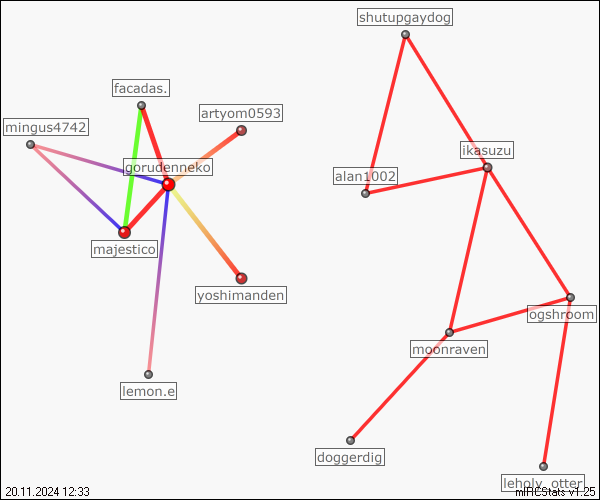 shutupgaydog
facadas.
artyom0593
mingus4742
ikasuzu
gorudenneko
alan1002
majestico
yoshimanden
ogshroom
moonraven
lemon.e
doggerdig
leholy_otter
20.11.2024 12:33
mIRCStats v1.25